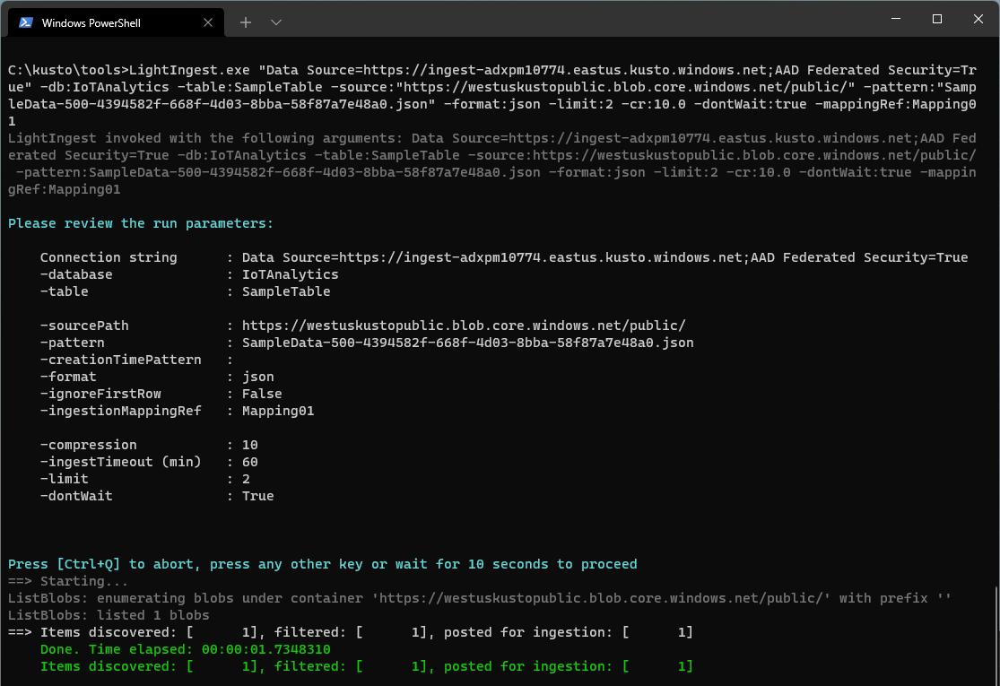 Windows PowerShell
C:\kusto\tools>LightIngest.exe "Data Source=https://ingest-adxpm10774.eastus.kusto.windows.net;AAD Federated Security=Tr
ue" -db:IoTAnalytics -table:SampleTable -source:"https://westuskustopublic.blob.core.windows.net/public/" -pattern:"Samp
leData-500-4394582f-668f-4d03-8bba-58f87a7e48a0.json" -format:json -limit:2 -cr:10.0 -dontWait:true -mappingRef:Mapping0
1
LightIngest invoked with the following arguments: Data Source=https://ingest-adxpm10774.eastus.kusto.windows.net;AAD Fed
erated Security=True -db:IoTAnalytics -table:SampleTable -source:https://westuskustopublic.blob.core.windows.net/public/
 -pattern:SampleData-500-4394582f-668f-4d03-8bba-58f87a7e48a0.json -format:json -limit:2 -cr:10.0 -dontWait:true -mappin
gRef:Mapping01
Please review the run parameters:
Connection string      : Data Source=https://ingest-adxpm10774.eastus.kusto.windows.net;AAD Federated Security=True
-database              : IoTAnalytics
-table                 : SampleTable
-sourcePath            : https://westuskustopublic.blob.core.windows.net/public/
-pattern               : SampleData-500-4394582f-668f-4d03-8bba-58f87a7e48a0.json
-creationTimePattern   :
-format                : json
-ignoreFirstRow        : False
-ingestionMappingRef   : Mapping01
-compression           : 10
-ingestTimeout (min)   : 60
-limit                 : 2
-dontWait              : True
Press [Ctrl+Q] to abort, press any other key or wait for 10 seconds to proceed
==> Starting...
ListBlobs: enumerating blobs under container 'https://westuskustopublic.blob.core.windows.net/public/' with prefix ''
ListBlobs: listed 1 blobs
==> Items discovered: [      1], filtered: [      1], posted for ingestion: [      1]
Done. Time elapsed: 00:00:01.7348310
Items discovered: [      1], filtered: [      1], posted for ingestion: [      1]